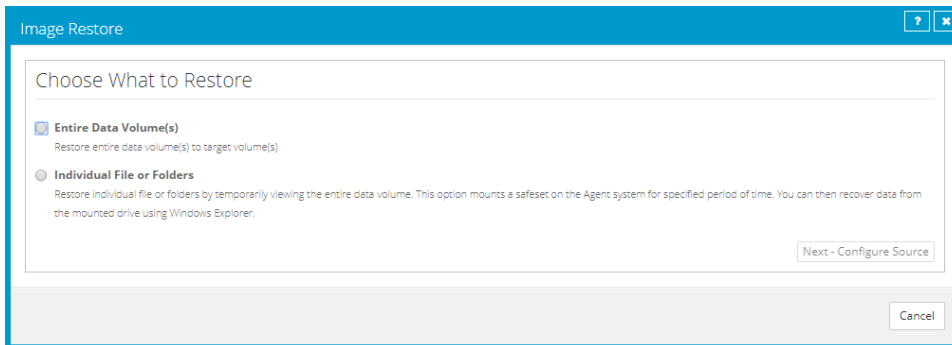 Image Restore
? ×
Choose What to Restore
Entire Data Volume(s)
Restore entire data volume(s) to target volume(s)
Individual File or Folders
Restore individual file or folders by temporarily viewing the entire data volume. This option mounts a safeset on the Agent system for specified period of time. You can then recover data from
the mounted drive using Windows Explorer.
Next - Configure Source
Cancel